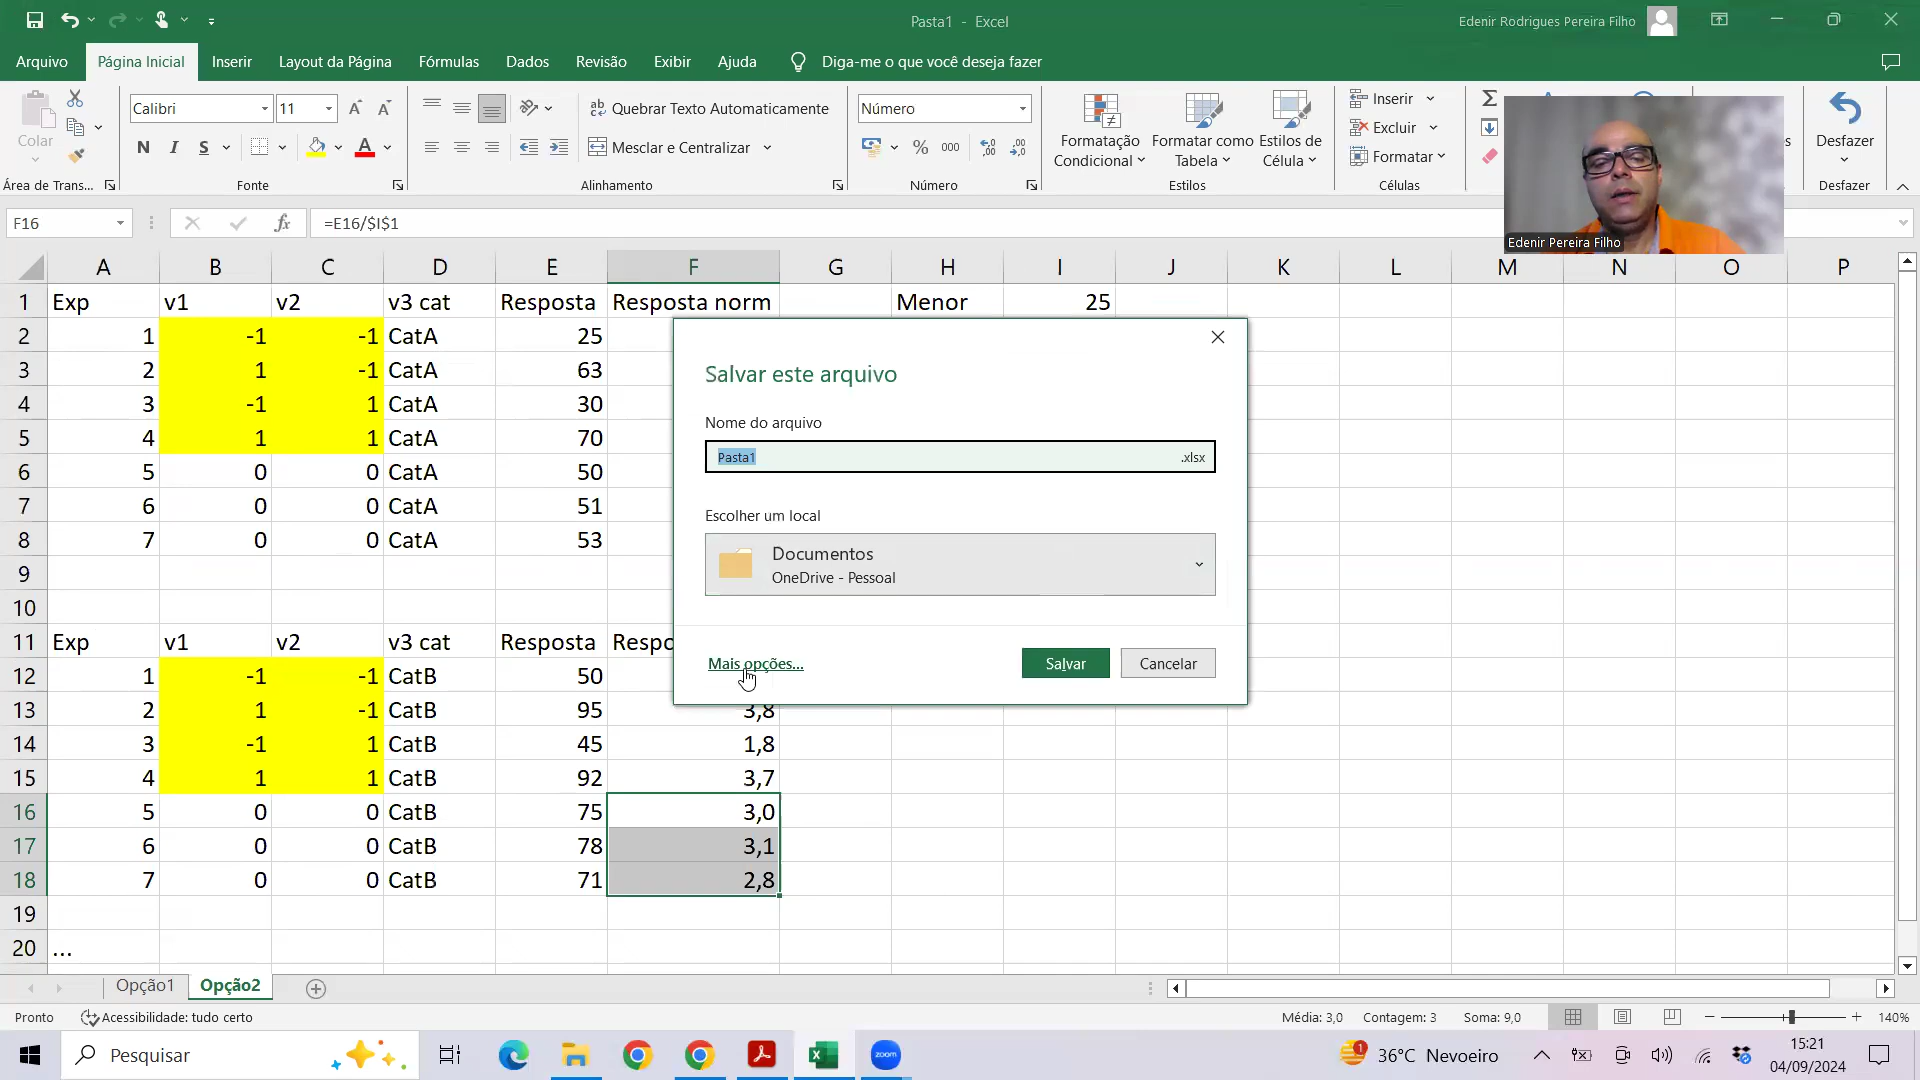 Pasta1 - Excel
Edenir Rodrigues Pereira Filho
Arquivo
Página Inicial
Inserir
Layout da Página
Fórmulas
Dados
Revisão
Exibir
Ajuda
Diga-me o que você deseja fazer
Colar
Área de Trans...
Calibri
11
N I S
A
Fonte
Quebrar Texto Automaticamente
Mesclar e Centralizar
Alinhamento
Número
% 000
Número
Formatação Condicional
Formatar como Tabela
Estilos de Célula
Estilos
Inserir
Excluir
Formatar
Células
Desfazer
Desfazer
Edenir Pereira Filho
F16
fx
=E16/$I$1
A B C D E F G H I J K L M N O P
1 Exp v1 v2 v3 cat Resposta Resposta norm Menor 25
2 1 -1 -1 CatA 25
3 2 1 -1 CatA 63
4 3 -1 1 CatA 30
5 4 1 1 CatA 70
6 5 0 0 CatA 50
7 6 0 0 CatA 51
8 7 0 0 CatA 53
9
10
11 Exp v1 v2 v3 cat Resposta Respo
12 1 -1 -1 CatB 50
13 2 1 -1 CatB 95 3,8
14 3 -1 1 CatB 45 1,8
15 4 1 1 CatB 92 3,7
16 5 0 0 CatB 75 3,0
17 6 0 0 CatB 78 3,1
18 7 0 0 CatB 71 2,8
19
20 ...
Salvar este arquivo
Nome do arquivo
Pasta1 .xlsx
Escolher um local
Documentos
OneDrive - Pessoal
Mais opções...
Salvar
Cancelar
Opção1
Opção2
Pronto
Acessibilidade: tudo certo
Média: 3,0
Contagem: 3
Soma: 9,0
140%
Pesquisar
zoom
1
36°C Nevoeiro
15:21
04/09/2024